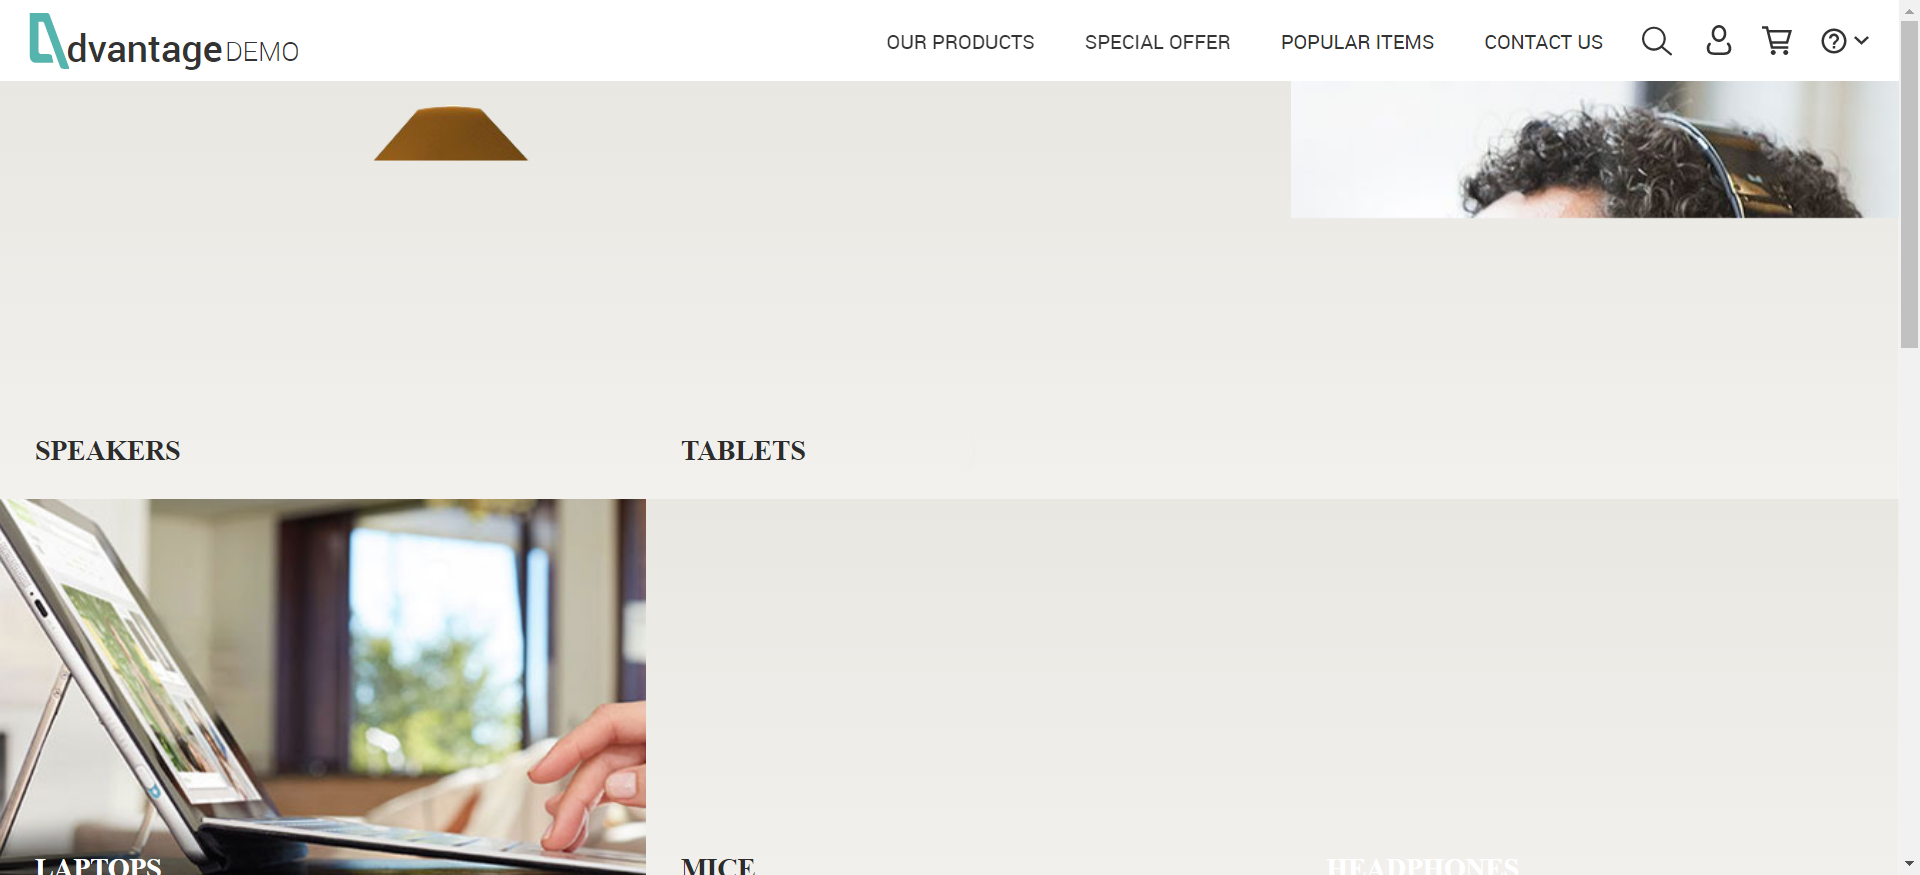 dvantage DEMO
OUR PRODUCTS
SPECIAL OFFER
POPULAR ITEMS
CONTACT US
SPEAKERS
TABLETS
LAPTOPS
MICE
HEADPHONES